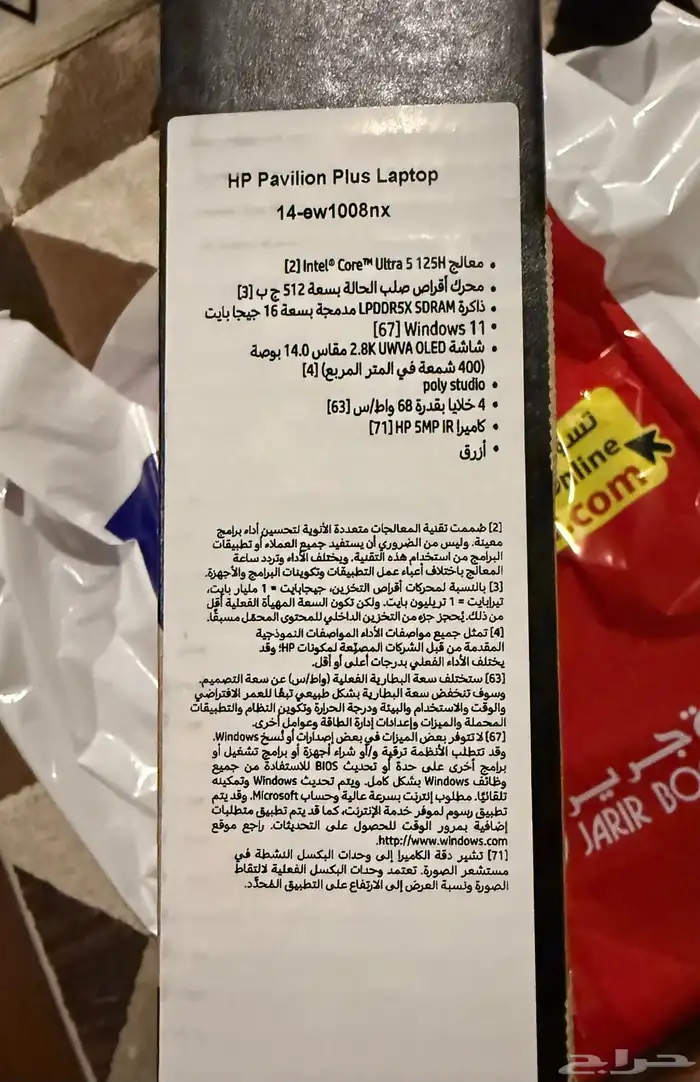 HP Pavilion Plus Laptop
14-ew1008nx
• معالج Intel® Core™ Ultra 5 125H [2]
• محرك أقراص صلب الحالة بسعة 512 ج ب [3]
• ذاكرة LPDDR5X SDRAM مدمجة بسعة 16 جيجا بايت
• Windows 11 [67]
• شاشة 2.8K UWVA OLED مقاس 14.0 بوصة
(400 شمعة في المتر المربع) [4]
• poly studio
• 4 خلايا بقدرة 68 واط/س [63]
• كاميرا HP 5MP IR [71]
• أزرق
[2] صُممت تقنية المعالجات متعددة الأنوية لتحسين أداء برامج
معينة. وليس من الضروري أن يستفيد جميع العملاء أو تطبيقات
البرامج من استخدام هذه التقنية. ويختلف الأداء وتردد ساعة
المعالج باختلاف أعباء عمل التطبيقات وتكوينات البرامج والأجهزة.
[3] بالنسبة لمحركات أقراص التخزين، جيجابايت = 1 مليار بايت،
تيرابايت = 1 تريليون بايت. ولكن تكون السعة المهيأة الفعلية أقل
من ذلك. يُحجز جزء من التخزين الداخلي للمحتوى المحمّل مسبقًا.
[4] تمثل جميع مواصفات الأداء المواصفات النموذجية
المقدمة من قبل الشركات المصنّعة لمكونات HP؛ وقد
يختلف الأداء الفعلي بدرجات أعلى أو أقل.
[63] ستختلف سعة البطارية الفعلية (واط/س) عن سعة التصميم.
وسوف تنخفض سعة البطارية بشكل طبيعي تبعًا للعمر الافتراضي
والوقت والاستخدام والبيئة ودرجة الحرارة وتكوين النظام والتطبيقات
المحملة والميزات وإعدادات إدارة الطاقة وعوامل أخرى.
[67] لا تتوفر بعض الميزات في بعض إصدارات أو نُسخ Windows.
وقد تتطلب الأنظمة ترقية و/أو شراء أجهزة أو برامج تشغيل أو
برامج أخرى على حدة أو تحديث BIOS للاستفادة من جميع
وظائف Windows بشكل كامل. ويتم تحديث Windows وتمكينه
تلقائيًا. مطلوب إنترنت بسرعة عالية وحساب Microsoft. وقد يتم
تطبيق رسوم لموفر خدمة الإنترنت، كما قد يتم تطبيق متطلبات
إضافية بمرور الوقت للحصول على التحديثات. راجع موقع
http://www.windows.com.
[71] تشير دقة الكاميرا إلى وحدات البكسل النشطة في
مستشعر الصورة. تعتمد وحدات البكسل الفعلية لالتقاط
الصورة ونسبة العرض إلى الارتفاع على التطبيق المُحدَّد.
nline
.com
جرير
JARIR BO
حراج